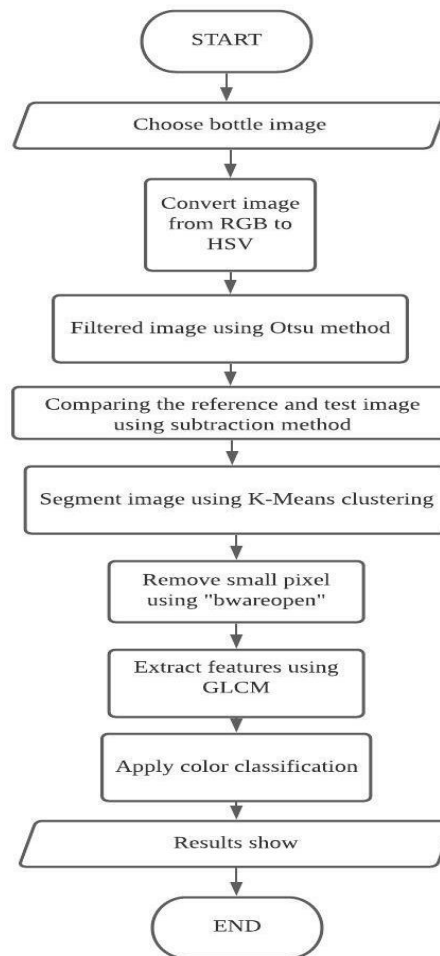 START
Choose bottle image
Convert image
from RGB to
HSV
Filtered image using Otsu method
Comparing the reference and test image
using subtraction method
Segment image using K-Means clustering
Remove small pixel
using "bwareopen"
Extract features using
GLCM
Apply color classification
Results show
END